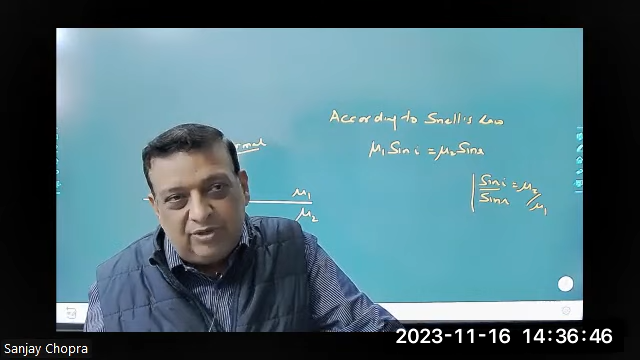 According to Snell's Law
normal
μ₁ Sin i = μ₂ Sin r
μ₁
μ₂
Sin i / Sin r = μ₂ / μ₁
2023-11-16 14:36:46
Sanjay Chopra